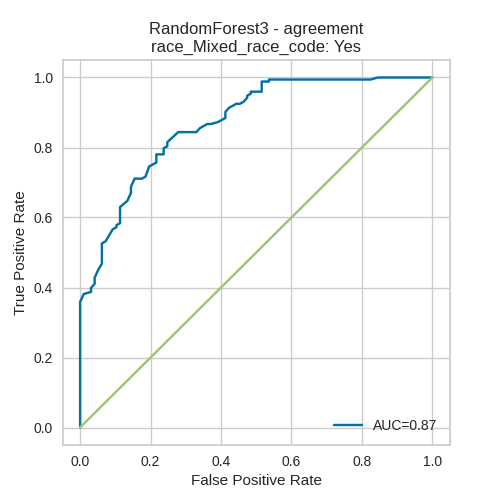 RandomForest3 - agreement
race_Mixed_race_code: Yes
True Positive Rate
1.0
0.8
0.6
0.4
0.2
0.0
AUC=0.87
0.0 0.2 0.4 0.6 0.8 1.0
False Positive Rate